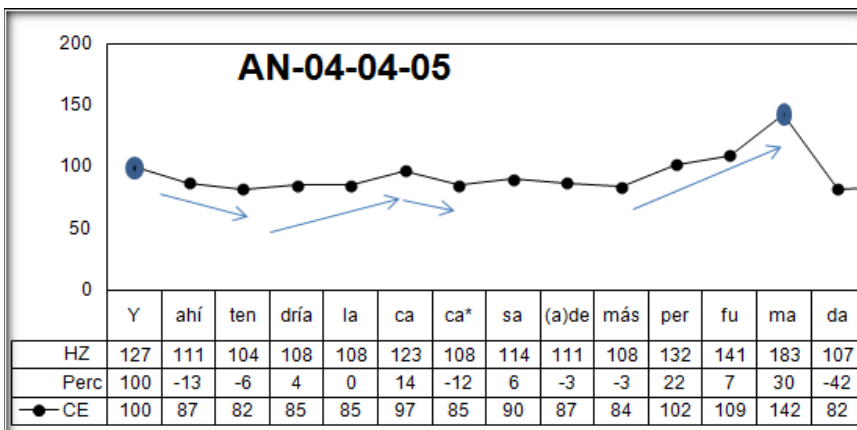 AN-04-04-05
200
150
100
50
0
Y ahí ten dría la ca ca* sa (a)de más per fu ma da
HZ 127 111 104 108 108 123 108 114 111 108 132 141 183 107
Perc 100 -13 -6 4 0 14 -12 6 -3 -3 22 7 30 -42
CE 100 87 82 85 85 97 85 90 87 84 102 109 142 82